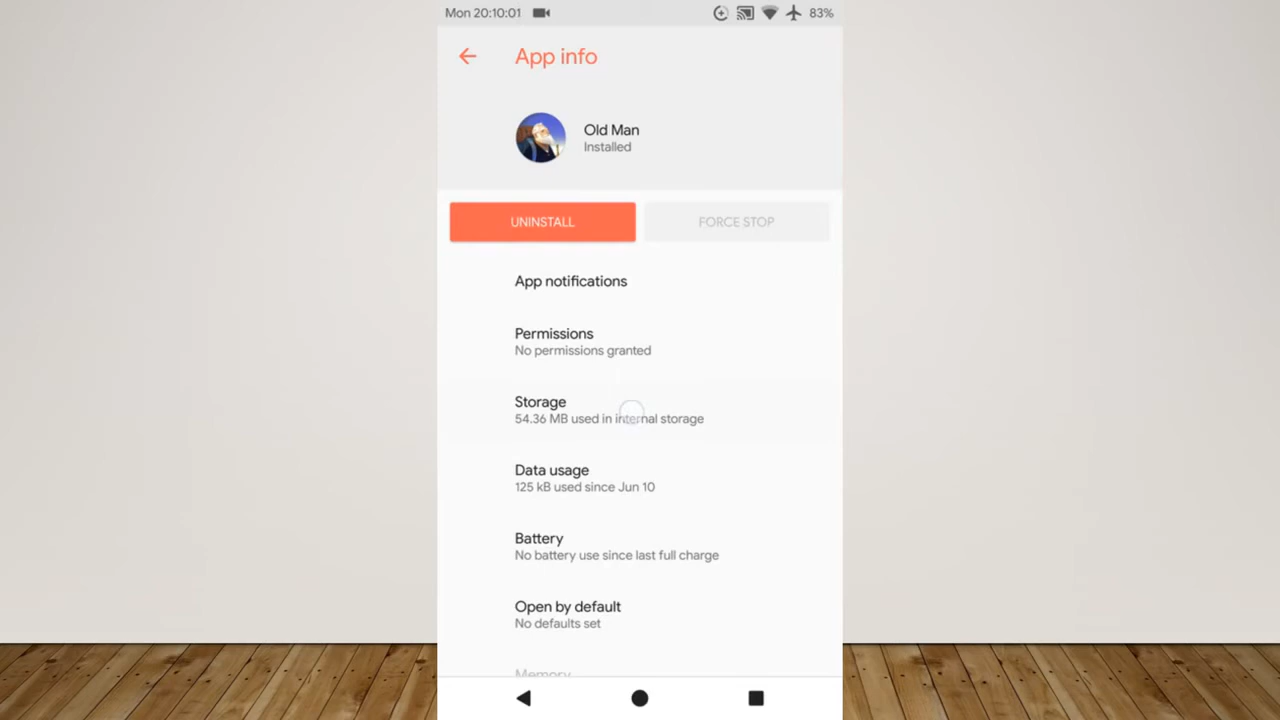 Mon 20:10:01
83%
App info
Old Man
Installed
UNINSTALL
FORCE STOP
App notifications
Permissions
No permissions granted
Storage
54.36 MB used in internal storage
Data usage
125 kB used since Jun 10
Battery
No battery use since last full charge
Open by default
No defaults set
Memory